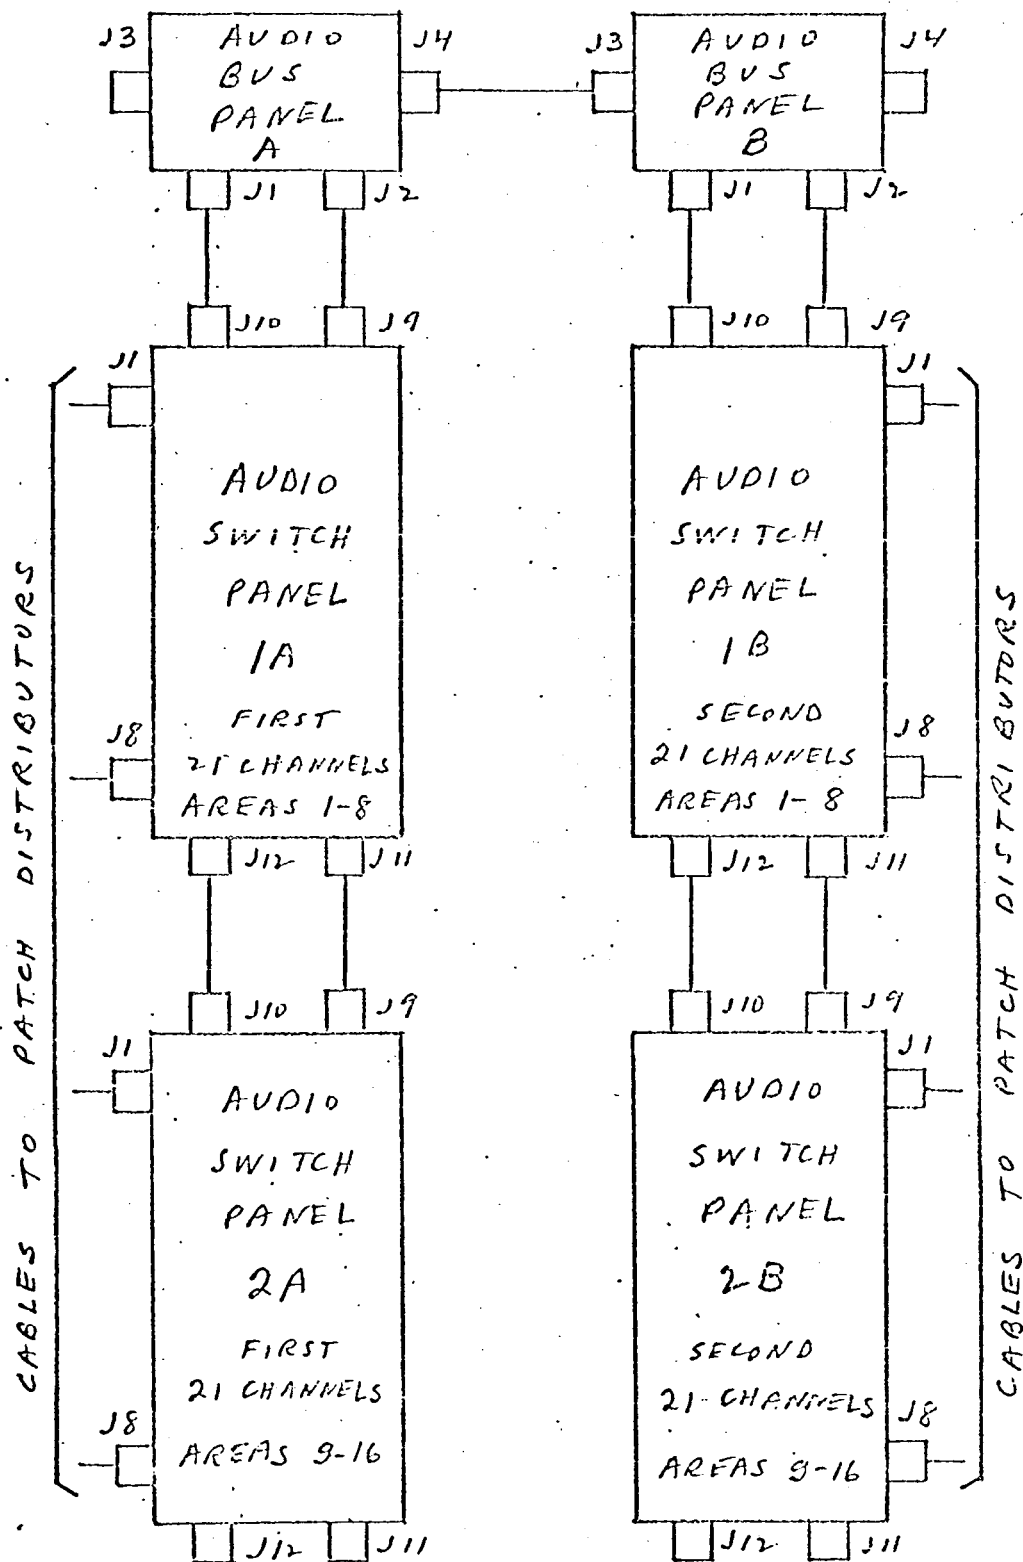 J3
AUDIO
BUS
PANEL
A
J4
J3
AUDIO
BUS
PANEL
B
J4
J1
J2
J1
J2
J10
J9
J10
J9
J1
J1
AUDIO
SWITCH
PANEL
1A
FIRST
21 CHANNELS
AREAS 1-8
AUDIO
SWITCH
PANEL
1B
SECOND
21 CHANNELS
AREAS 1-8
J8
J8
J12
J11
J12
J11
CABLES TO PATCH DISTRIBUTORS
CABLES TO PATCH DISTRIBUTORS
J10
J9
J10
J9
J1
J1
AUDIO
SWITCH
PANEL
2A
FIRST
21 CHANNELS
AREAS 9-16
AUDIO
SWITCH
PANEL
2B
SECOND
21-CHANNELS
AREAS 9-16
J8
J8
J12
J11
J12
J11